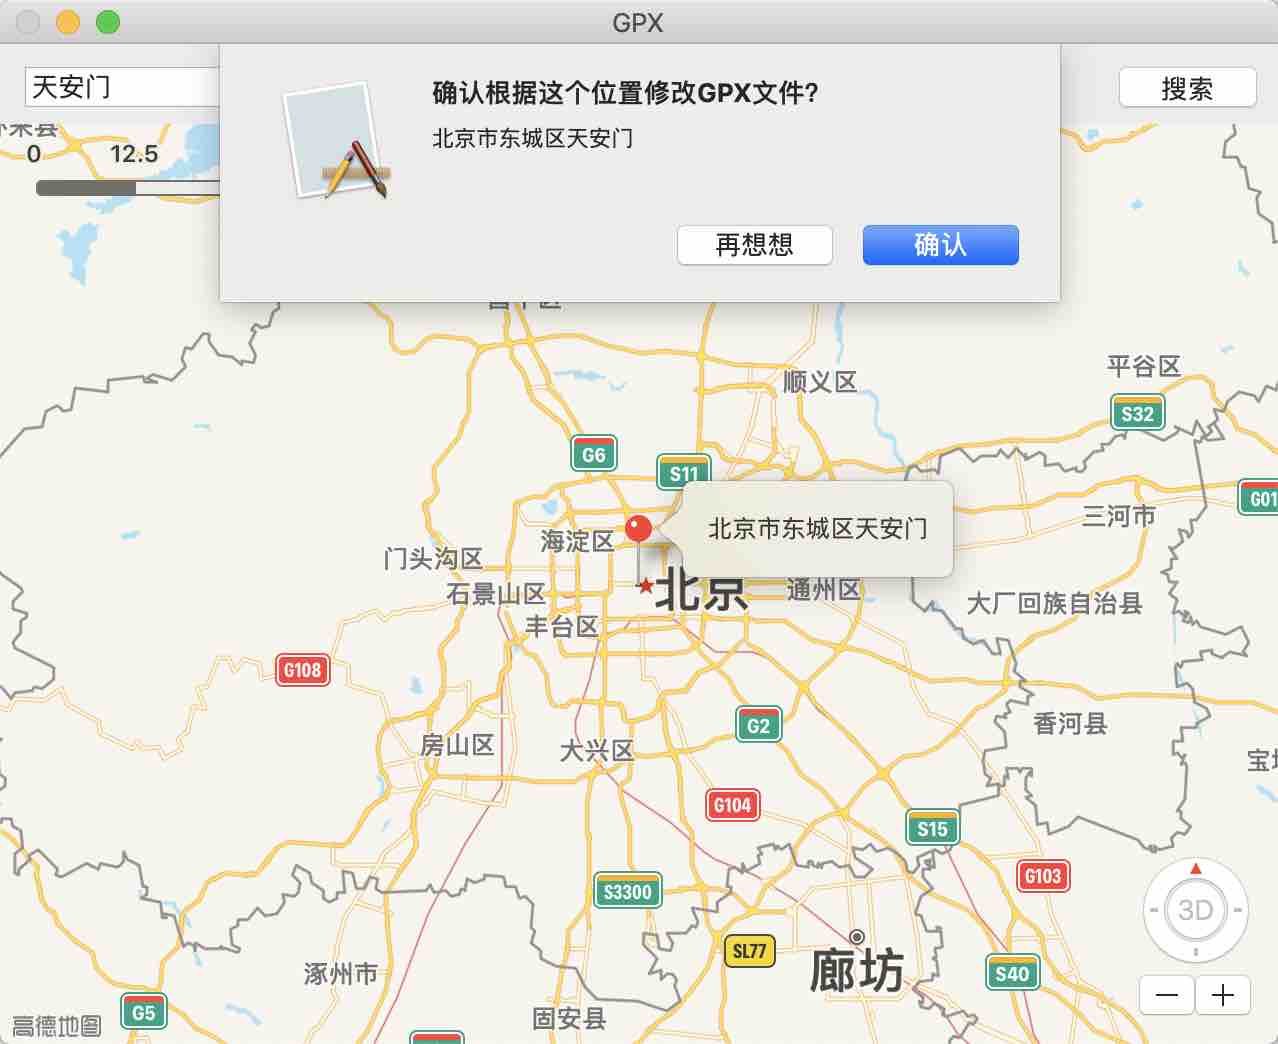 GPX
天安门
确认根据这个位置修改GPX文件?
北京市东城区天安门
再想想
确认
搜索
0
12.5
平谷区
顺义区
S32
G6
S11
G01
三河市
海淀区
北京市东城区天安门
门头沟区
石景山区
北京
通州区
大厂回族自治县
丰台区
G108
G2
香河县
房山区
大兴区
G104
S15
G103
S3300
3D
SL77
廊坊
涿州市
S40
G5
固安县
高德地图